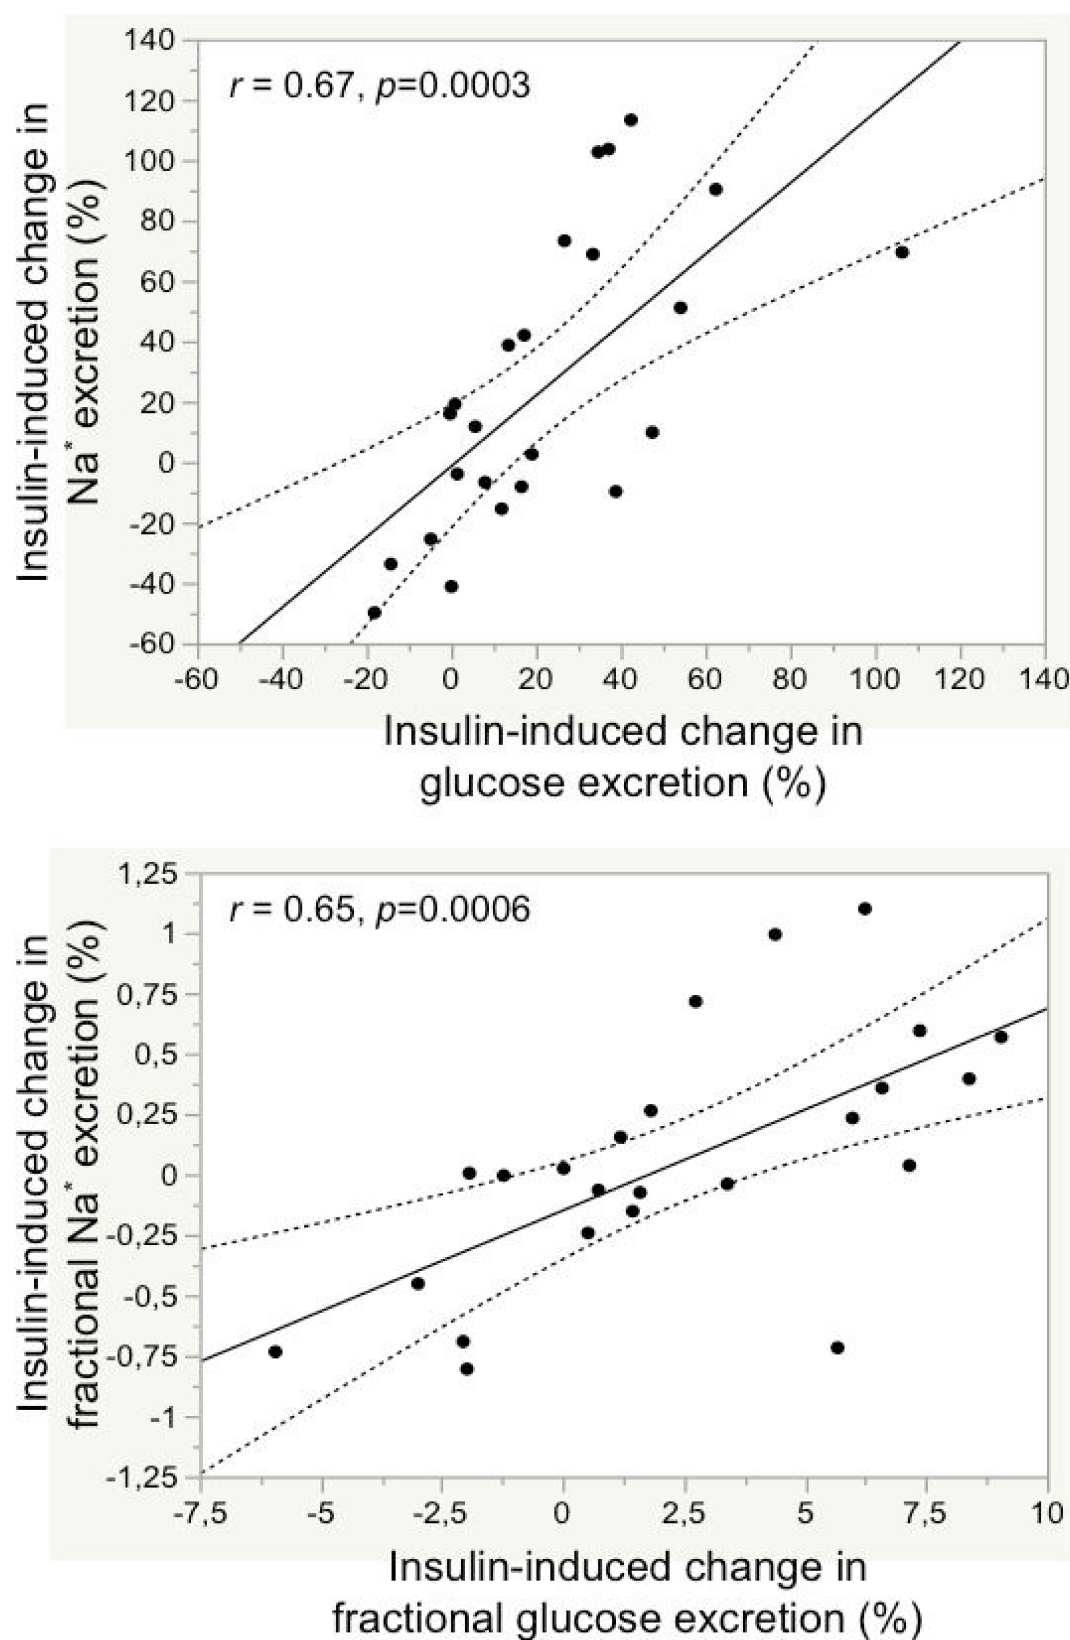 r = 0.67, p=0.0003
140
120
100
80
60
40
20
0
-20
-40
-60
-60 -40 -20 0 20 40 60 80 100 120 140
Insulin-induced change in
Na* excretion (%)
Insulin-induced change in
glucose excretion (%)
r = 0.65, p=0.0006
1,25
1
0,75
0,5
0,25
0
-0,25
-0,5
-0,75
-1
-1,25
-7,5 -5 -2,5 0 2,5 5 7,5 10
Insulin-induced change in
fractional Na* excretion (%)
Insulin-induced change in
fractional glucose excretion (%)